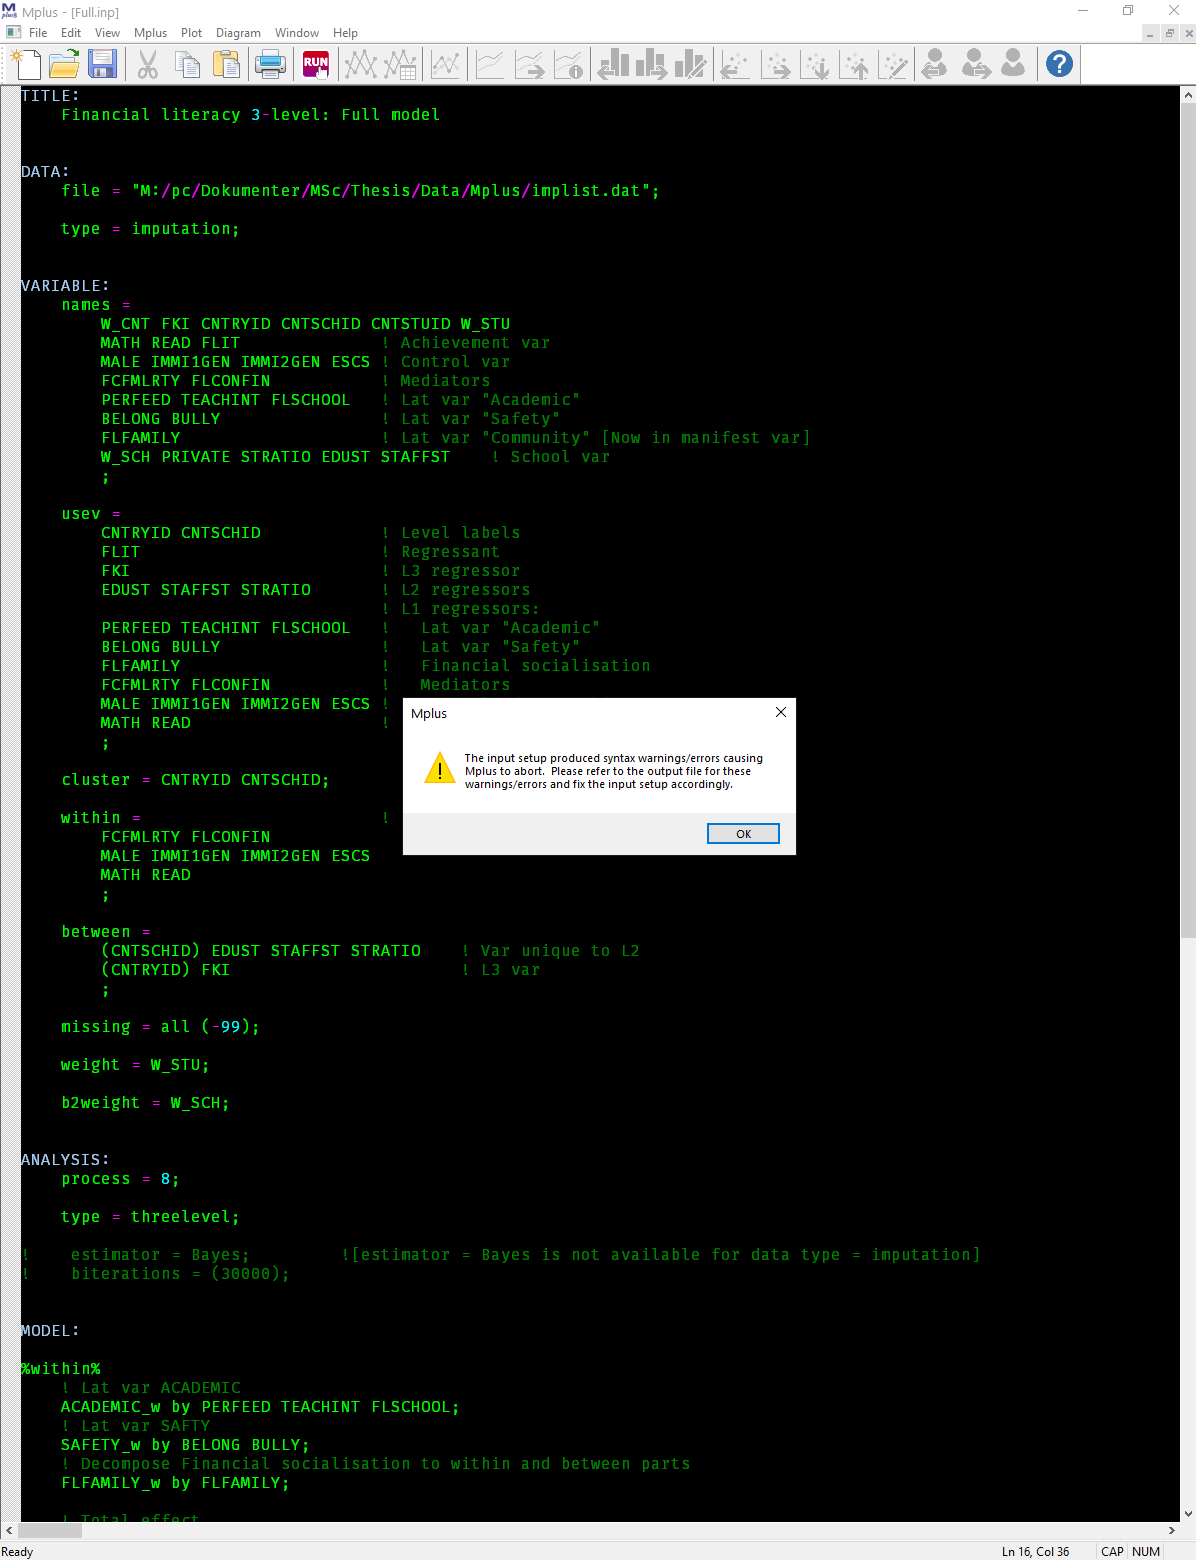 Mplus - [Full.inp]
File Edit View Mplus Plot Diagram Window Help
RUN
TITLE:
Financial literacy 3-level: Full model
DATA:
file = "M:/pc/Dokumenter/MSc/Thesis/Data/Mplus/implist.dat";
type = imputation;
VARIABLE:
names =
W_CNT FKI CNTRYID CNTSCHID CNTSTUID W_STU
MATH READ FLIT ! Achievement var
MALE IMMI1GEN IMMI2GEN ESCS ! Control var
FCFMLRTY FLCONFIN ! Mediators
PERFEED TEACHINT FLSCHOOL ! Lat var "Academic"
BELONG BULLY ! Lat var "Safety"
FLFAMILY ! Lat var "Community" [Now in manifest var]
W_SCH PRIVATE STRATIO EDUST STAFFST ! School var
;
usev =
CNTRYID CNTSCHID ! Level labels
FLIT ! Regressant
FKI ! L3 regressor
EDUST STAFFST STRATIO ! L2 regressors
! L1 regressors:
PERFEED TEACHINT FLSCHOOL ! Lat var "Academic"
BELONG BULLY ! Lat var "Safety"
FLFAMILY ! Financial socialisation
FCFMLRTY FLCONFIN ! Mediators
MALE IMMI1GEN IMMI2GEN ESCS !
MATH READ !
;
cluster = CNTRYID CNTSCHID;
within = !
FCFMLRTY FLCONFIN
MALE IMMI1GEN IMMI2GEN ESCS
MATH READ
;
between =
(CNTSCHID) EDUST STAFFST STRATIO ! Var unique to L2
(CNTRYID) FKI ! L3 var
;
missing = all (-99);
weight = W_STU;
b2weight = W_SCH;
ANALYSIS:
process = 8;
type = threelevel;
! estimator = Bayes; ![estimator = Bayes is not available for data type = imputation]
! biterations = (30000);
MODEL:
%within%
! Lat var ACADEMIC
ACADEMIC_w by PERFEED TEACHINT FLSCHOOL;
! Lat var SAFTY
SAFETY_w by BELONG BULLY;
! Decompose Financial socialisation to within and between parts
FLFAMILY_w by FLFAMILY;
! Total effect
Mplus
The input setup produced syntax warnings/errors causing
Mplus to abort. Please refer to the output file for these
warnings/errors and fix the input setup accordingly.
OK
Ready
Ln 16, Col 36 CAP NUM